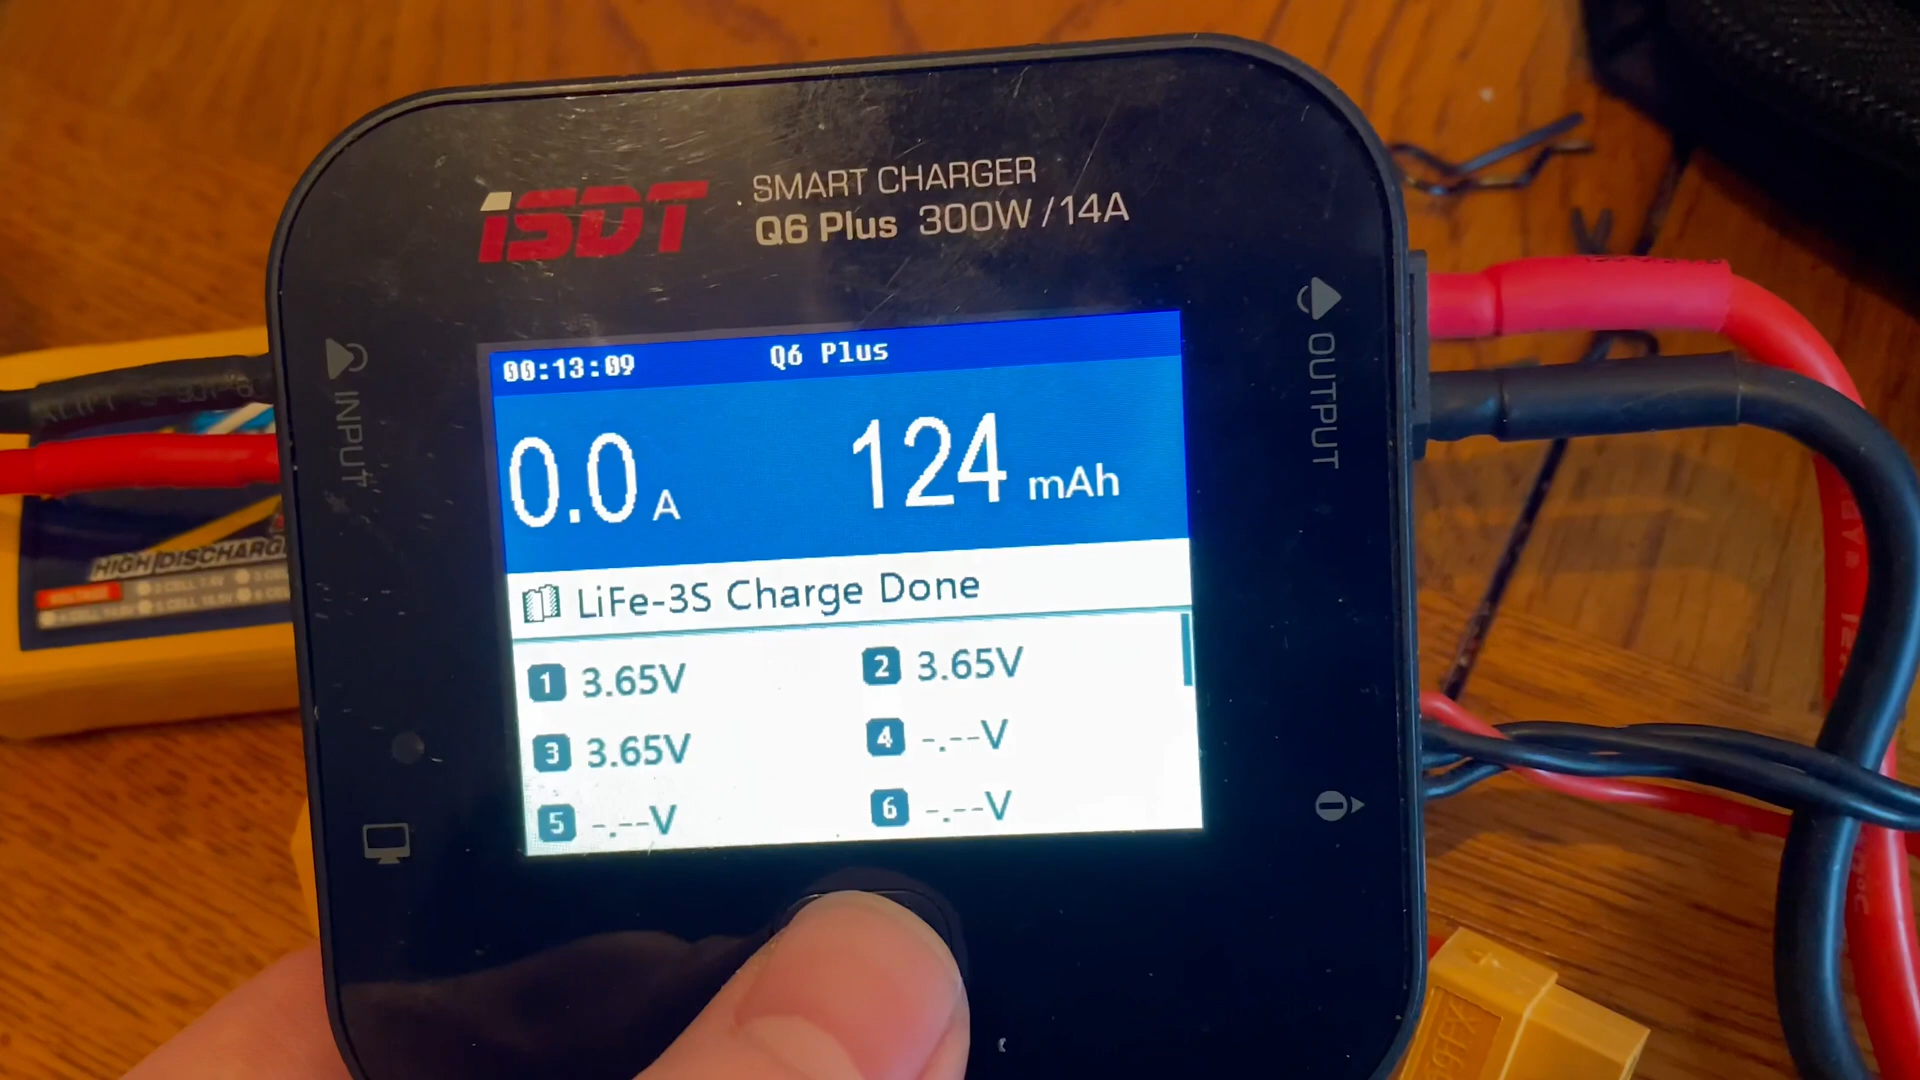 iSDT
SMART CHARGER
Q6 Plus 300W/14A
INPUT
OUTPUT
00:13:09 Q6 Plus
0.0 A 124 mAh
LiFe-3S Charge Done
1 3.65V 2 3.65V
3 3.65V 4 -.--V
5 -.--V 6 -.--V
HIGH DISCHARGE